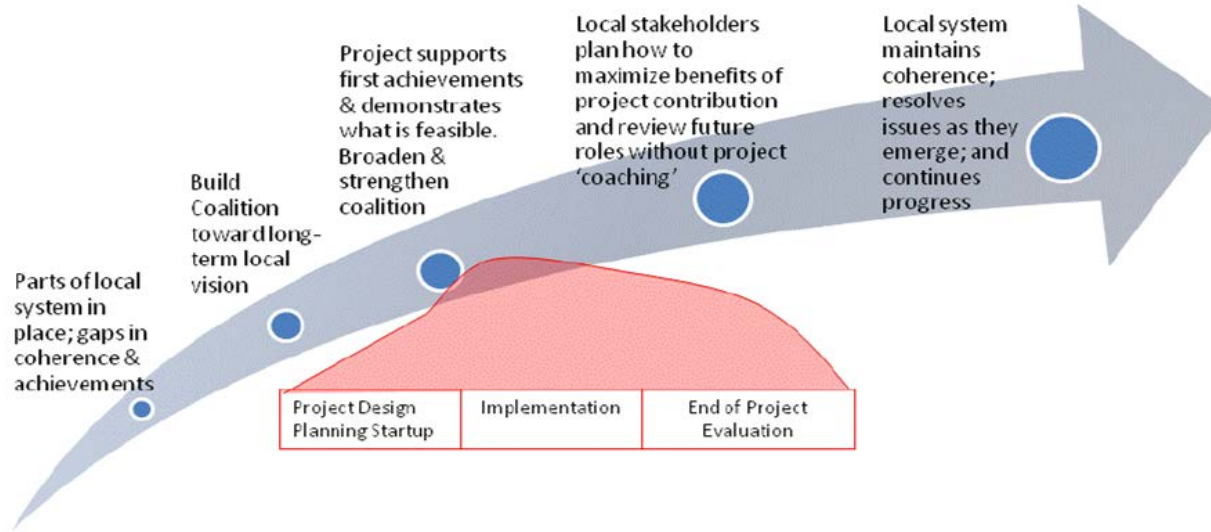 Parts of local
system in
place; gaps in
coherence &
achievements
Build
Coalition
toward long-
term local
vision
Project supports
first achievements
& demonstrates
what is feasible.
Broaden &
strengthen
coalition
Local stakeholders
plan how to
maximize benefits of
project contribution
and review future
roles without project
‘coaching’
Local system
maintains
coherence;
resolves
issues as they
emerge; and
continues
progress
Project Design
Planning Startup
Implementation
End of Project
Evaluation